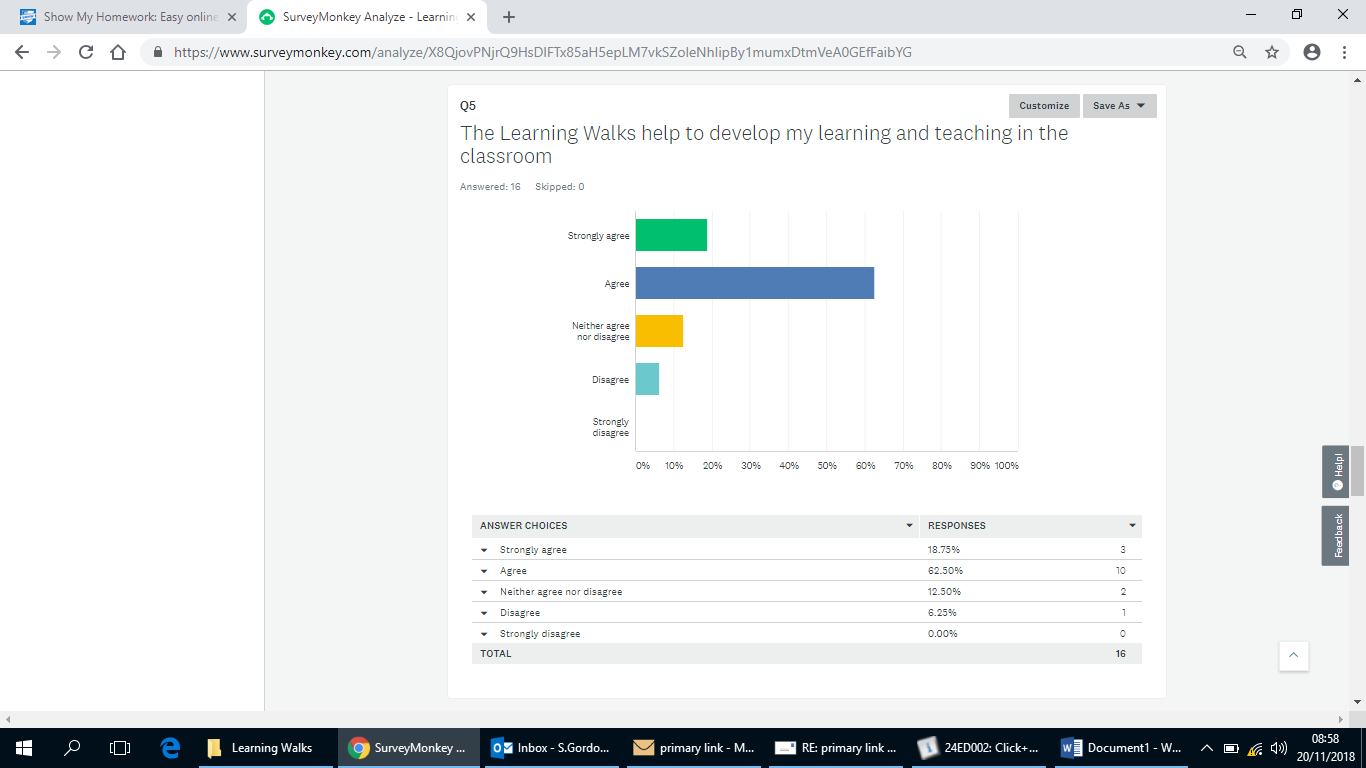 Show My Homework: Easy online
SurveyMonkey Analyze - Learnin
https://www.surveymonkey.com/analyze/X8QjovPNjrQ9HsDIFTx85aH5epLM7vkSZoIeNhIipBy1mumxDtmVeA0GEfFaibYG
Q5
Customize
Save As
The Learning Walks help to develop my learning and teaching in the
classroom
Answered: 16 Skipped: 0
Strongly agree
Agree
Neither agree
nor disagree
Disagree
Strongly
disagree
0% 10% 20% 30% 40% 50% 60% 70% 80% 90% 100%
Help!
Feedback
ANSWER CHOICES RESPONSES
Strongly agree 18.75% 3
Agree 62.50% 10
Neither agree nor disagree 12.50% 2
Disagree 6.25% 1
Strongly disagree 0.00% 0
TOTAL 16
Learning Walks
SurveyMonkey ...
Inbox - S.Gordo...
primary link - M...
RE: primary link ...
24ED002: Click+...
Document1 - W...
08:58
20/11/2018